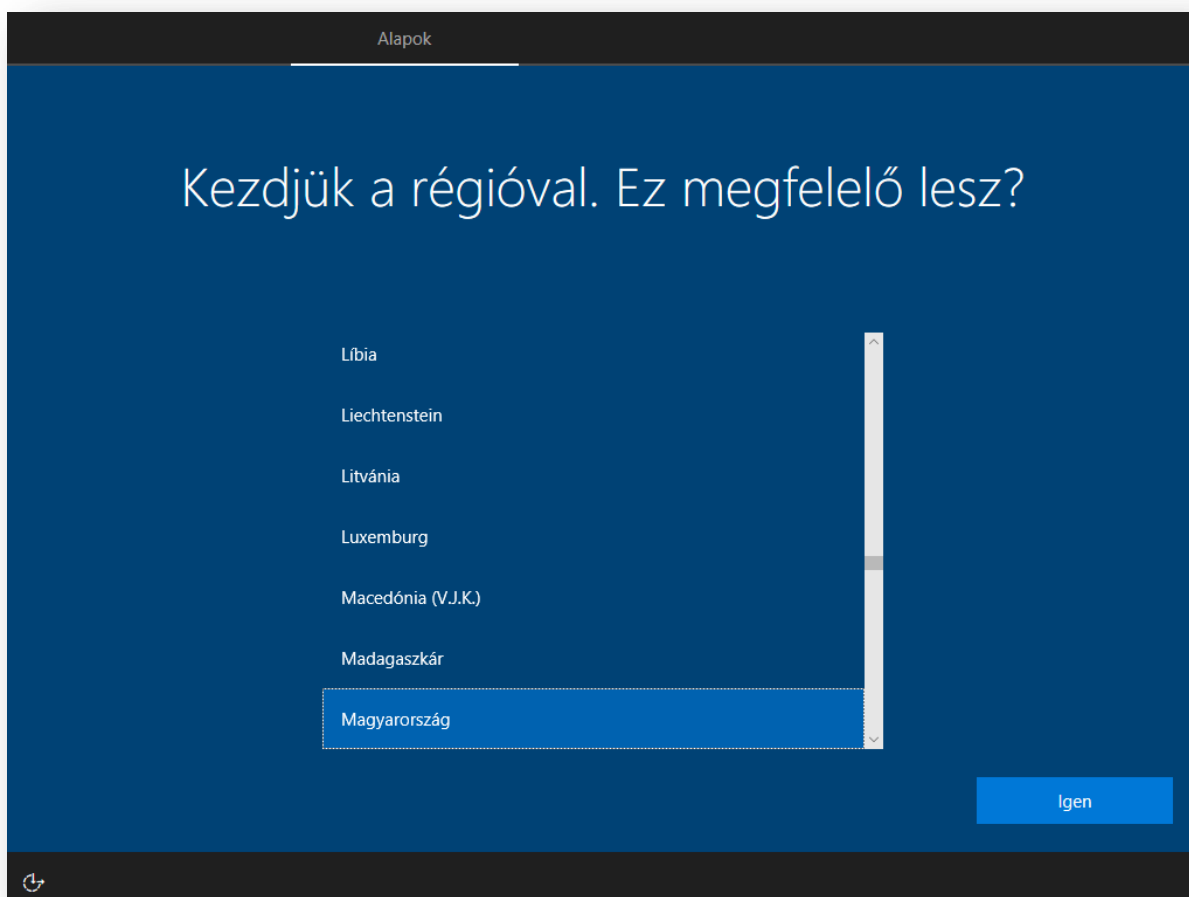 Alapok
Kezdjük a régióval. Ez megfelelő lesz?
Líbia
Liechtenstein
Litvánia
Luxemburg
Macedónia (V.J.K.)
Madagaszkár
Magyarország
Igen